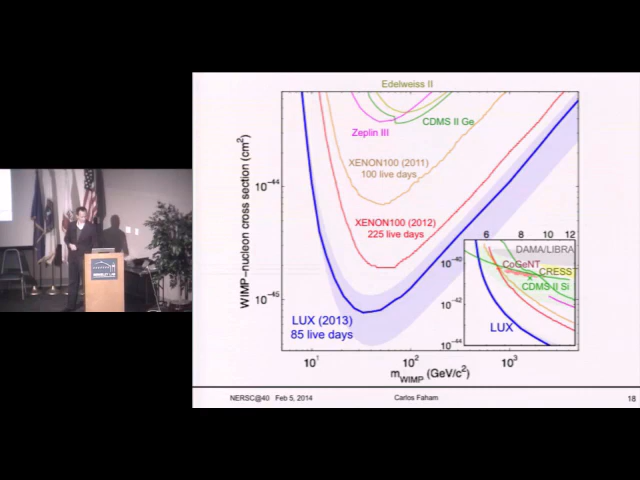 Edelweiss II
CDMS II Ge
Zeplin III
XENON100 (2011)
100 live days
XENON100 (2012)
225 live days
LUX (2013)
85 live days
WIMP-nucleon cross section (cm²)
10⁻⁴⁴
10⁻⁴⁵
10¹
10²
10³
m_WIMP (GeV/c²)
6 8 10 12
DAMA/LIBRA
CoGeNT
CRESS
CDMS II Si
LUX
10⁻⁴⁰
10⁻⁴²
10⁻⁴⁴
NERSC@40 Feb 5, 2014
Carlos Faham
18